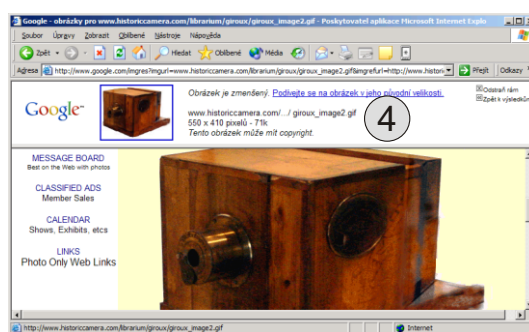 Google - obrázky pro www.historiccamera.com/librarium/giroux/giroux_image2.gif - Poskytovatel aplikace Microsoft Internet Explo
Soubor Úpravy Zobrazit Oblíbené Nástroje Nápověda
Zpět Hledat Oblíbené Média
Adresa http://www.google.com/imgres?imgurl=www.historiccamera.com/librarium/giroux/giroux_image2.gif&imgrefurl=http://www.histori Přejít Odkazy
Google
Obrázek je zmenšený. Podívejte se na obrázek v jeho původní velikosti.
www.historiccamera.com/.../ giroux_image2.gif
550 x 410 pixelů - 71k
Tento obrázek může mít copyright.
4
Odstraň rám
Zpět k výsledkům
MESSAGE BOARD
Best on the Web with photos
CLASSIFIED ADS
Member Sales
CALENDAR
Shows, Exhibits, etcs
LINKS
Photo Only Web Links
http://www.historiccamera.com/librarium/giroux/giroux_image2.gif
Internet